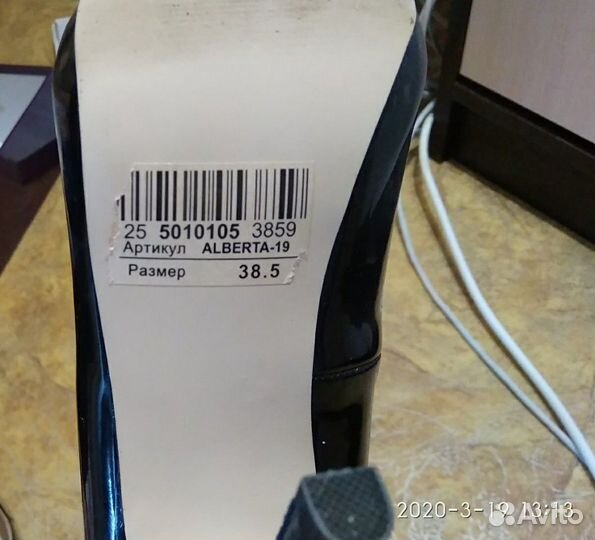 25 5010105 3859
Артикул ALBERTA-19
Размер 38.5
2020-3-19 13:13
Avito